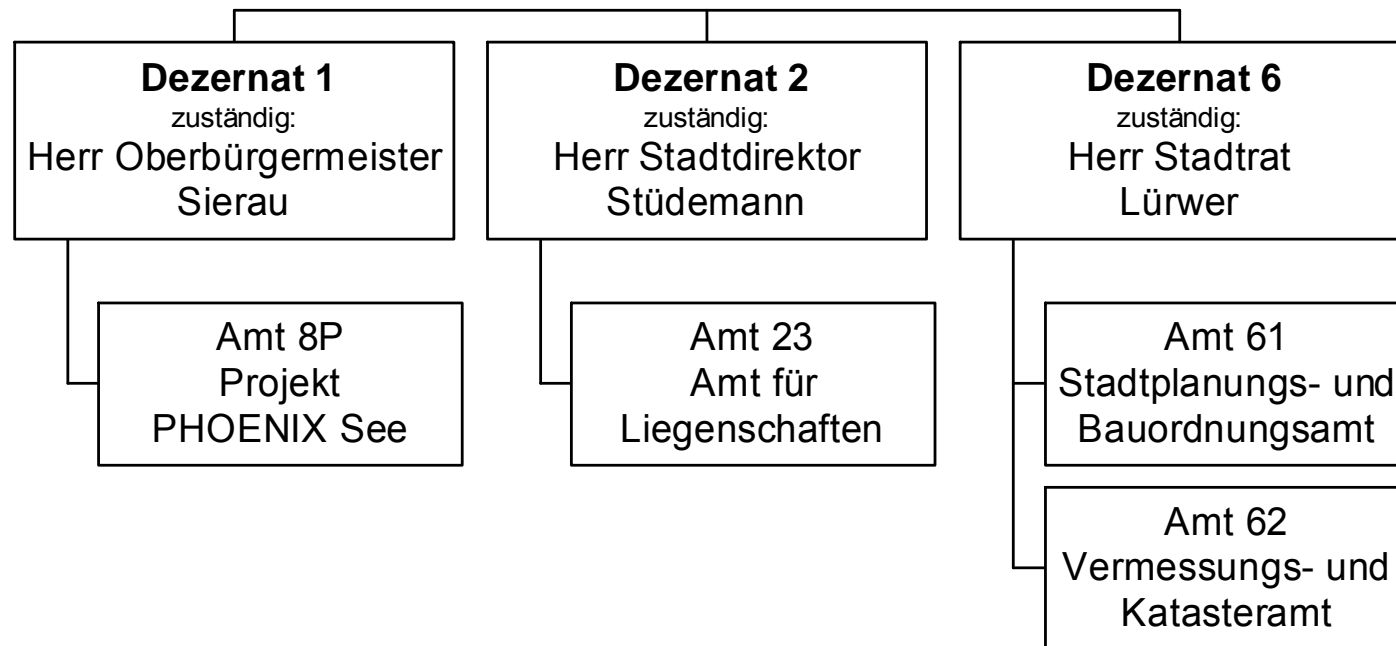 Dezernat 1
zuständig:
Herr Oberbürgermeister
Sierau
Dezernat 2
zuständig:
Herr Stadtdirektor
Stüdemann
Dezernat 6
zuständig:
Herr Stadtrat
Lürwer
Amt 8P
Projekt
PHOENIX See
Amt 23
Amt für
Liegenschaften
Amt 61
Stadtplanungs- und
Bauordnungsamt
Amt 62
Vermessungs- und
Katasteramt